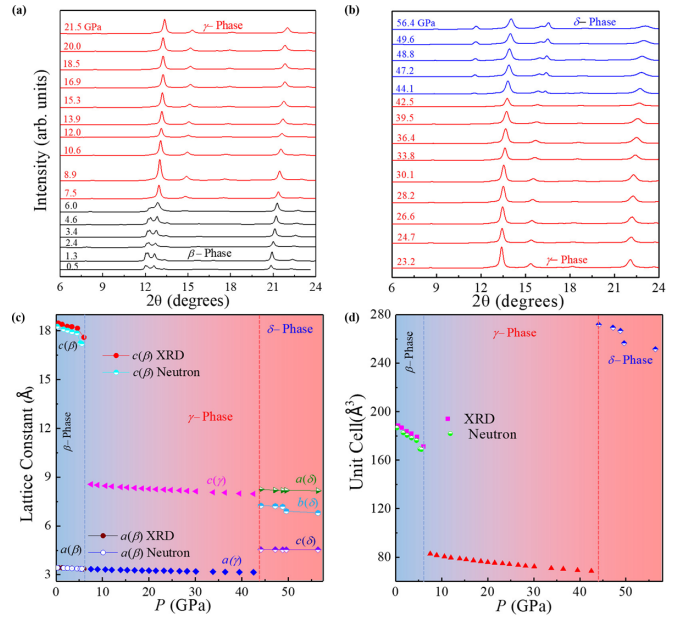 (a)
21.5 GPa
γ–Phase
20.0
18.5
16.9
15.3
13.9
12.0
10.6
8.9
7.5
6.0
4.6
3.4
2.4
1.3
0.5
β–Phase
Intensity (arb. units)
6 9 12 15 18 21 24
2θ (degrees)
(b)
56.4 GPa
δ–Phase
49.6
48.8
47.2
44.1
42.5
39.5
36.4
33.8
30.1
28.2
26.6
24.7
23.2
γ–Phase
6 9 12 15 18 21 24
2θ (degrees)
(c)
δ–Phase
18
15
12
9
6
3
c(β)
c(β) XRD
c(β) Neutron
β–Phase
γ–Phase
c(γ)
a(δ)
b(δ)
c(δ)
a(β) XRD
a(β) Neutron
a(β)
a(γ)
Lattice Constant (Å)
0 10 20 30 40 50
P (GPa)
(d)
280
240
200
160
120
80
β–Phase
γ–Phase
δ–Phase
XRD
Neutron
Unit Cell(Å³)
0 10 20 30 40 50
P (GPa)